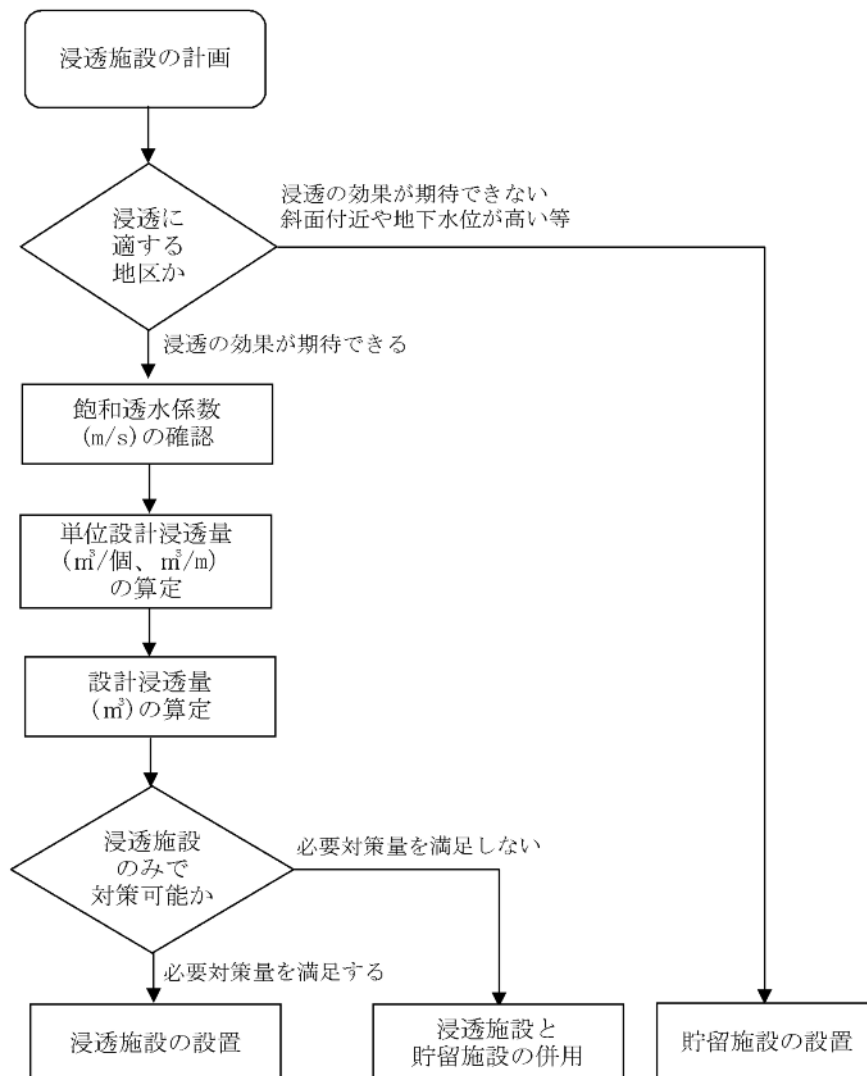 浸透施設の計画
浸透の効果が期待できない
斜面付近や地下水位が高い等
浸透に
適する
地区か
浸透の効果が期待できる
飽和透水係数
(m/s)の確認
単位設計浸透量
(㎥/個、㎥/m)
の算定
設計浸透量
(㎥)の算定
浸透施設
のみで
対策可能か
必要対策量を満足しない
必要対策量を満足する
浸透施設の設置
浸透施設と
貯留施設の併用
貯留施設の設置